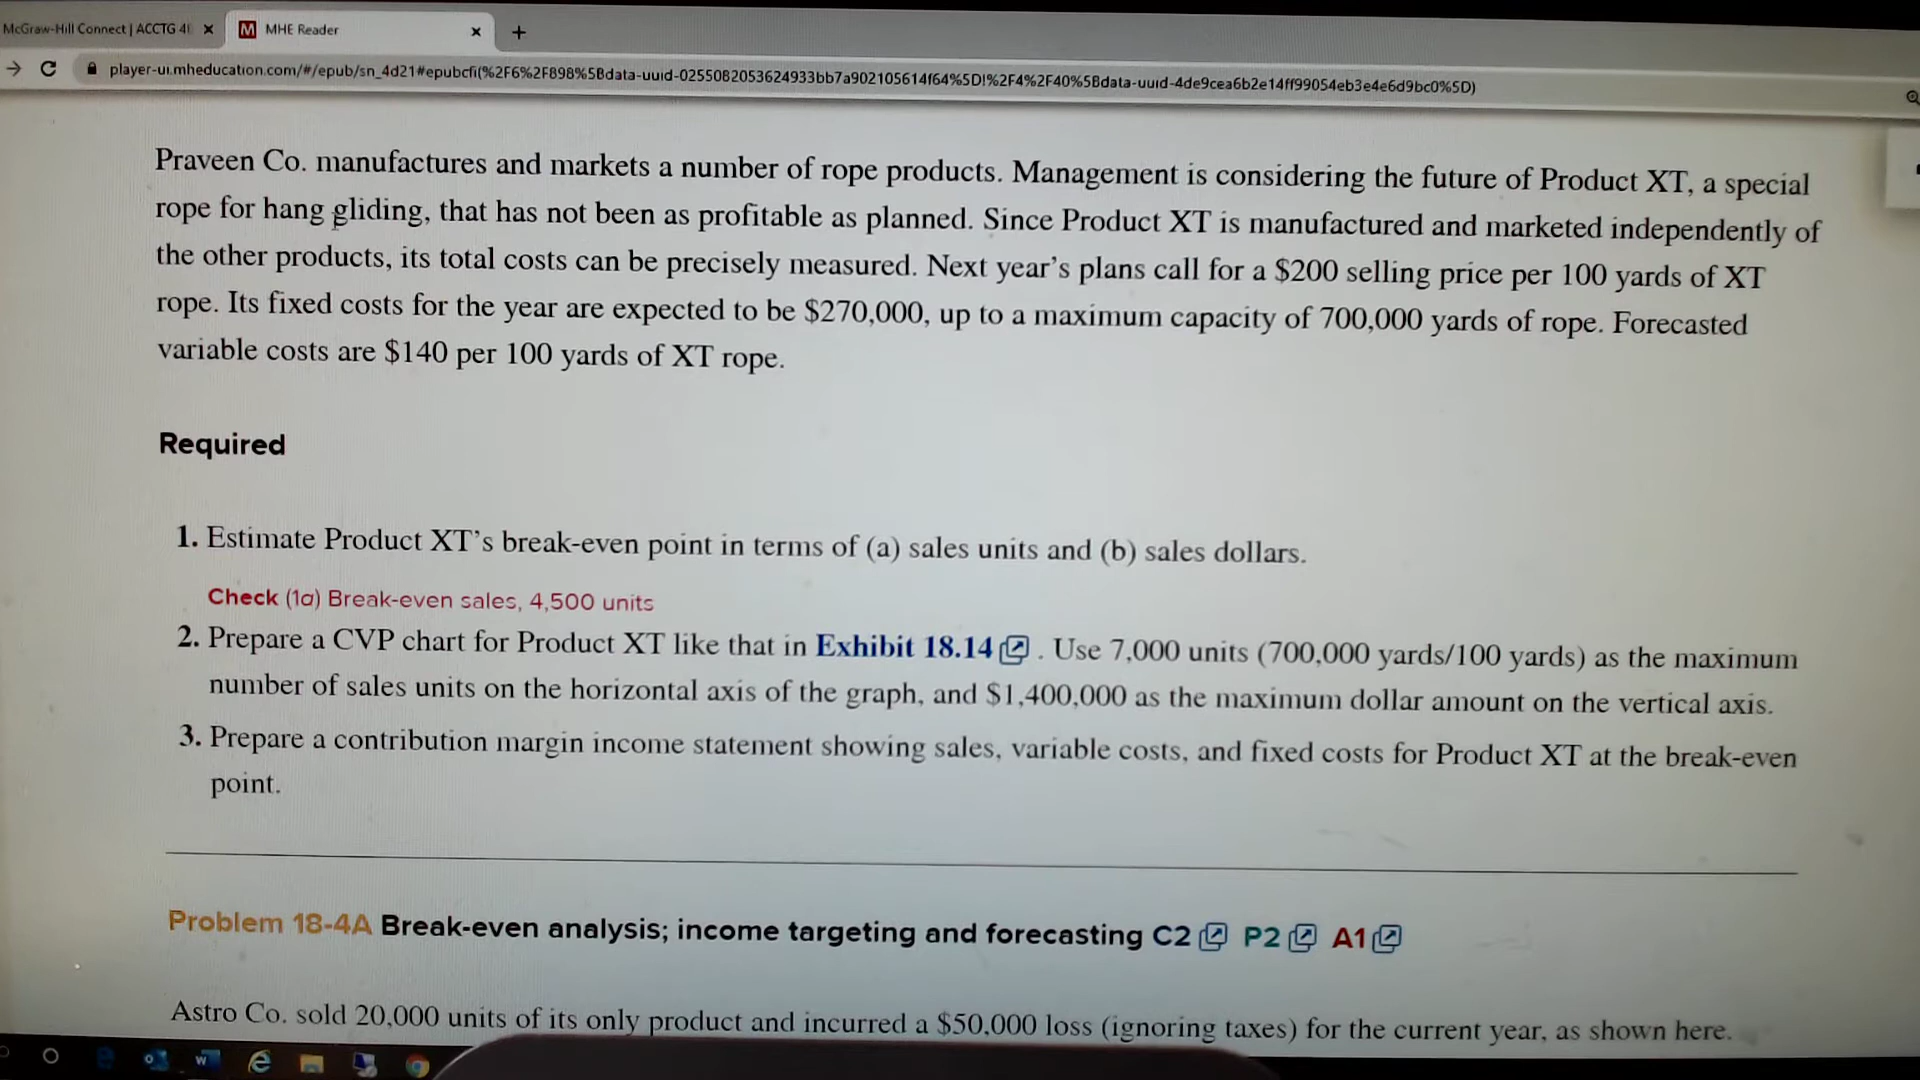 McGraw-Hill Connect | ACCTG 4
MHE Reader
player-ui.mheducation.com/#/epub/sn_4d21#epubcfi(%2F6%2F898%5Bdata-uuid-0255082053624933bb7a902105614f64%5D!%2F4%2F40%5Bdata-uuid-4de9cea6b2e14ff99054eb3e4e6d9bc0%5D)
Praveen Co. manufactures and markets a number of rope products. Management is considering the future of Product XT, a special
rope for hang gliding, that has not been as profitable as planned. Since Product XT is manufactured and marketed independently of
the other products, its total costs can be precisely measured. Next year's plans call for a $200 selling price per 100 yards of XT
rope. Its fixed costs for the year are expected to be $270,000, up to a maximum capacity of 700,000 yards of rope. Forecasted
variable costs are $140 per 100 yards of XT rope.
Required
1. Estimate Product XT's break-even point in terms of (a) sales units and (b) sales dollars.
Check (1a) Break-even sales, 4,500 units
2. Prepare a CVP chart for Product XT like that in Exhibit 18.14 . Use 7,000 units (700,000 yards/100 yards) as the maximum
number of sales units on the horizontal axis of the graph, and $1,400,000 as the maximum dollar amount on the vertical axis.
3. Prepare a contribution margin income statement showing sales, variable costs, and fixed costs for Product XT at the break-even
point.
Problem 18-4A Break-even analysis; income targeting and forecasting C2 P2 A1
Astro Co. sold 20,000 units of its only product and incurred a $50,000 loss (ignoring taxes) for the current year, as shown here.